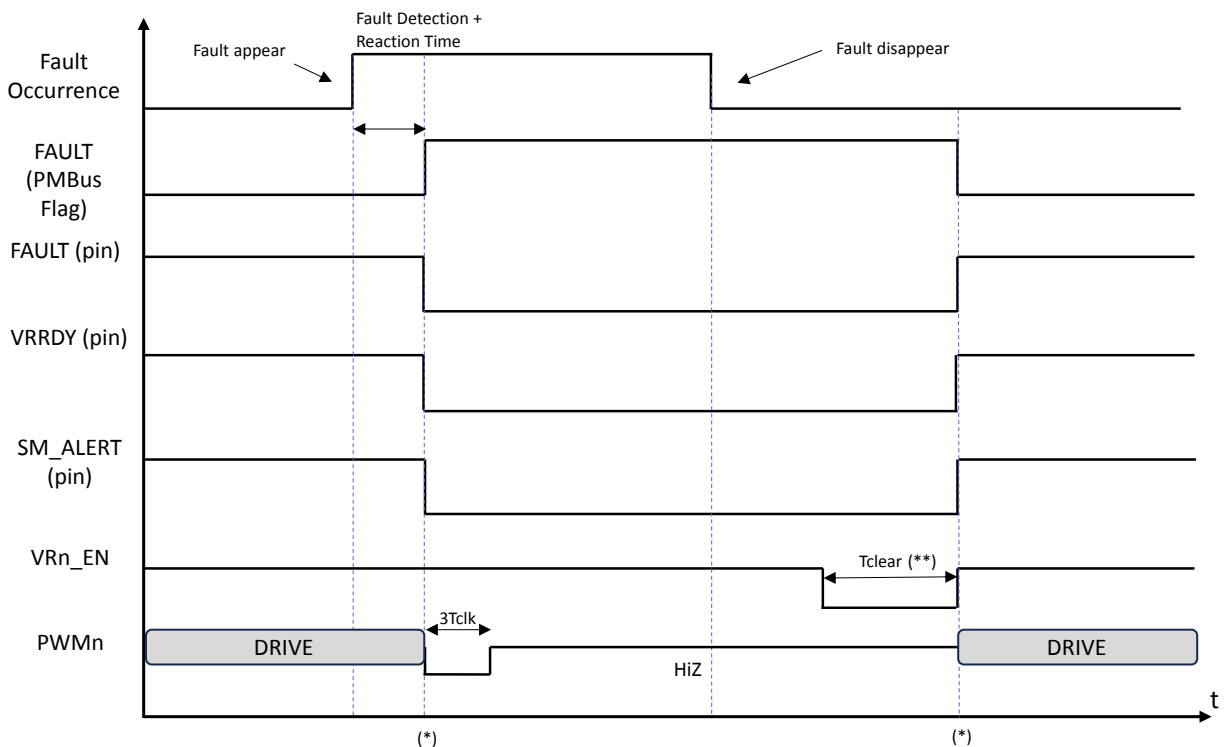 Fault Detection +
Reaction Time
Fault appear
Fault disappear
Fault
Occurrence
FAULT
(PMBus
Flag)
FAULT (pin)
VRRDY (pin)
SM_ALERT
(pin)
VRn_EN
Tclear (**)
3Tclk
PWMn
DRIVE
DRIVE
HiZ
t
(*)
(*)